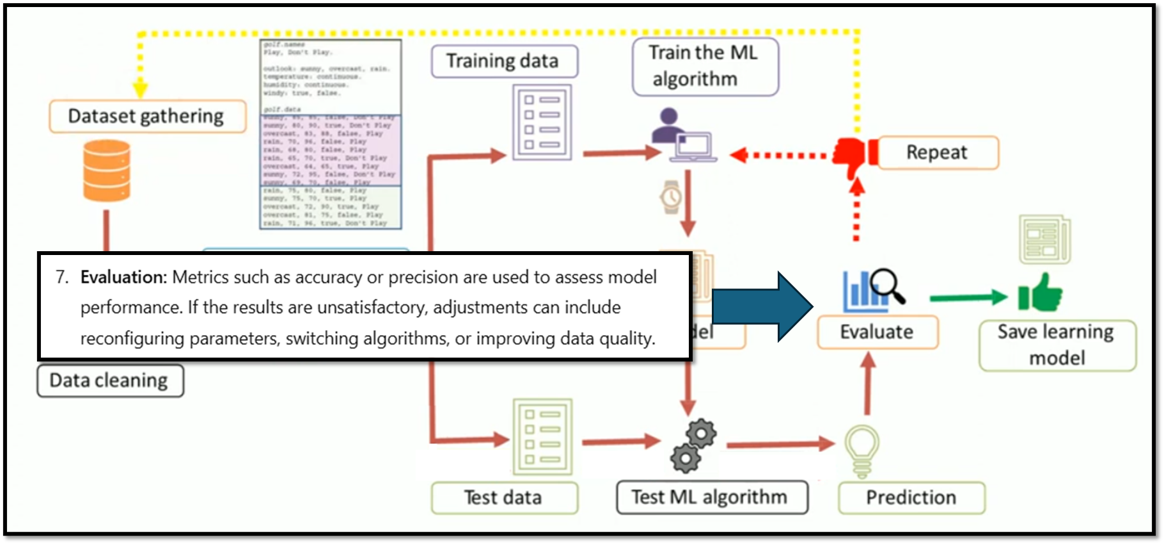 Dataset gathering
golf.names
Play, Don't Play.
outlook: sunny, overcast, rain.
temperature: continuous.
humidity: continuous.
windy: true, false.
golf.data
sunny, 85, 85, false, Don't Play
sunny, 80, 90, true, Don't Play
overcast, 83, 88, false, Play
rain, 70, 96, false, Play
rain, 68, 80, false, Play
rain, 65, 70, true, Don't Play
overcast, 64, 65, true, Play
sunny, 72, 95, false, Don't Play
sunny, 69, 70, false, Play
rain, 75, 80, false, Play
sunny, 75, 70, true, Play
overcast, 72, 90, true, Play
overcast, 81, 75, false, Play
rain, 71, 96, true, Don't Play
Training data
Train the ML
algorithm
Repeat
7. Evaluation: Metrics such as accuracy or precision are used to assess model
performance. If the results are unsatisfactory, adjustments can include
reconfiguring parameters, switching algorithms, or improving data quality.
Evaluate
Save learning
model
Data cleaning
Test data
Test ML algorithm
Prediction